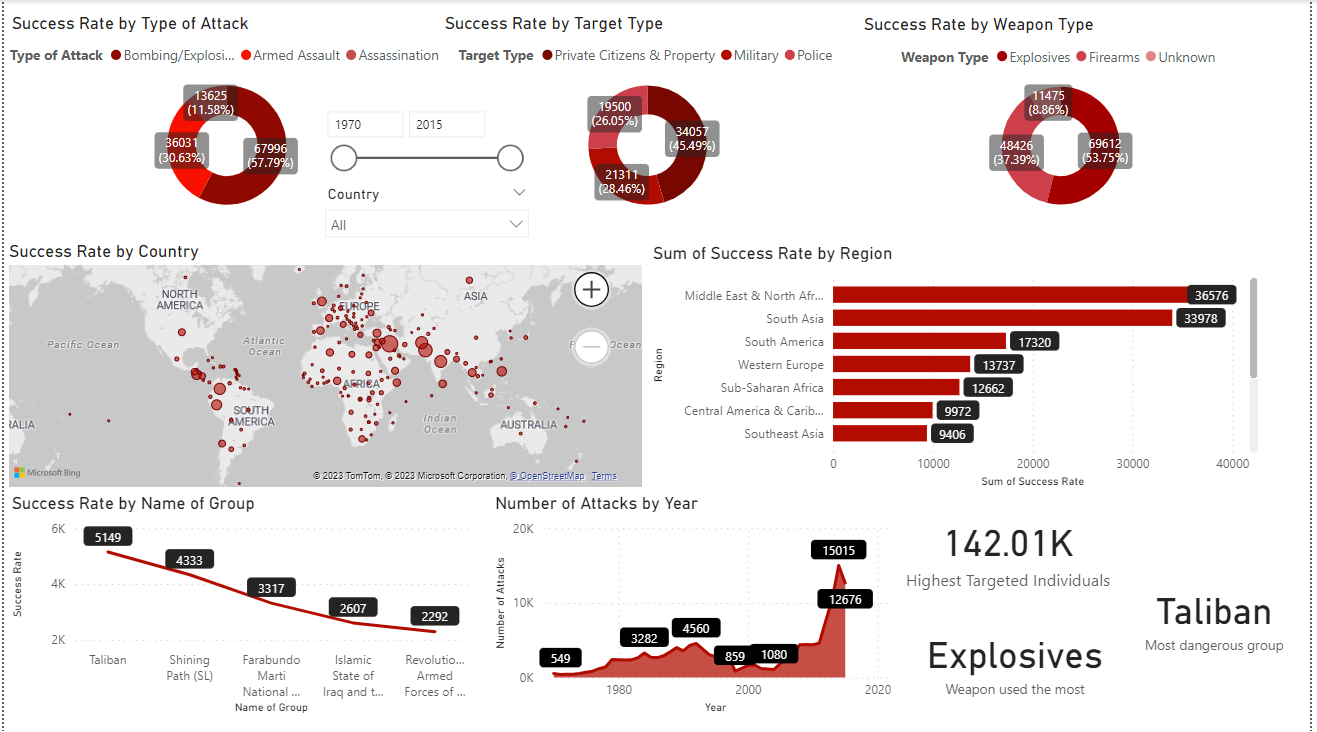 Success Rate by Type of Attack
Type of Attack Bombing/Explosi... Armed Assault Assassination
13625
(11.58%)
36031
(30.63%)
67996
(57.79%)
1970 2015
Country
All
Success Rate by Target Type
Target Type Private Citizens & Property Military Police
19500
(26.05%)
34057
(45.49%)
21311
(28.46%)
Success Rate by Weapon Type
Weapon Type Explosives Firearms Unknown
11475
(8.86%)
48426
(37.39%)
69612
(53.75%)
Success Rate by Country
NORTH
AMERICA
EUROPE
ASIA
Pacific Ocean
Atlantic
Ocean
Ocean
AFRICA
SOUTH
AMERICA
Indian
Ocean
RALIA
AUSTRALIA
Microsoft Bing
© 2023 TomTom, © 2023 Microsoft Corporation, © OpenStreetMap Terms
Sum of Success Rate by Region
Region
Middle East & North Afr... 36576
South Asia 33978
South America 17320
Western Europe 13737
Sub-Saharan Africa 12662
Central America & Carib... 9972
Southeast Asia 9406
0 10000 20000 30000 40000
Sum of Success Rate
Success Rate by Name of Group
Success Rate
6K
4K
2K
5149
4333
3317
2607
2292
Taliban
Shining
Path (SL)
Farabundo
Marti
National ...
Islamic
State of
Iraq and t...
Revolutio...
Armed
Forces of ...
Name of Group
Number of Attacks by Year
Number of Attacks
20K
10K
0K
549
3282
4560
859
1080
15015
12676
1980 2000 2020
Year
142.01K
Highest Targeted Individuals
Explosives
Weapon used the most
Taliban
Most dangerous group